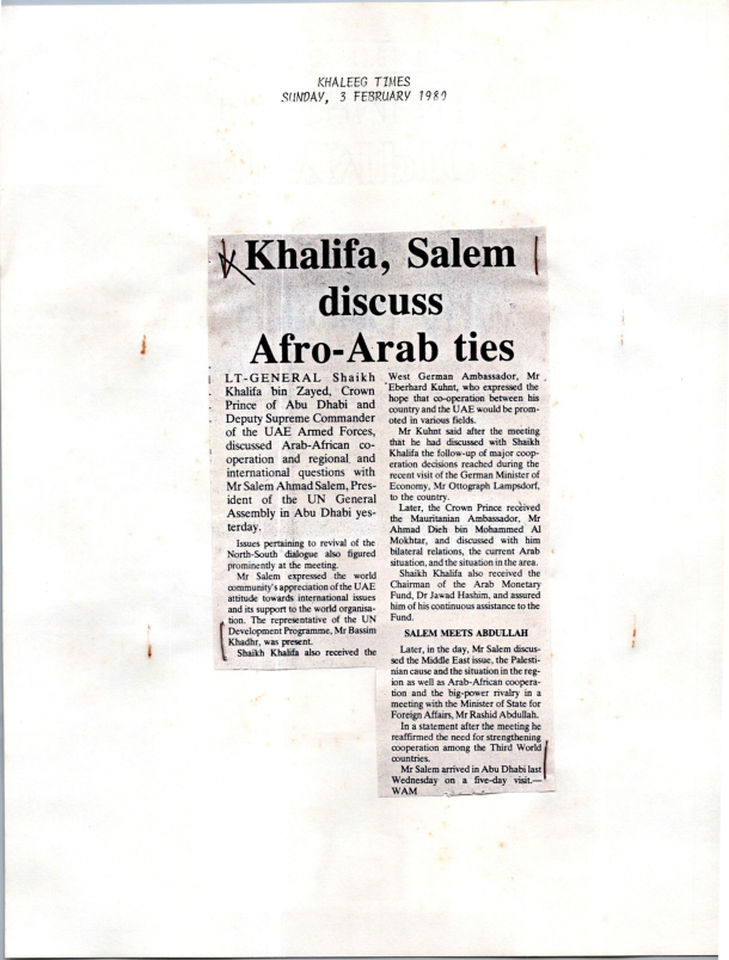 KHALEEG TIMES
SUNDAY, 3 FEBRUARY 1980
Khalifa, Salem
discuss
Afro-Arab ties
LT-GENERAL Shaikh
Khalifa bin Zayed, Crown
Prince of Abu Dhabi and
Deputy Supreme Commander
of the UAE Armed Forces,
discussed Arab-African co-
operation and regional and
international questions with
Mr Salem Ahmad Salem, Pres-
ident of the UN General
Assembly in Abu Dhabi yes-
terday.
Issues pertaining to revival of the
North-South dialogue also figured
prominently at the meeting.
Mr Salem expressed the world
community's appreciation of the UAE
attitude towards international issues
and its support to the world organisa-
tion. The representative of the UN
Development Programme, Mr Bassim
Khadhr, was present.
Shaikh Khalifa also received the
West German Ambassador, Mr
Eberhard Kuhnt, who expressed the
hope that co-operation between his
country and the UAE would be prom-
oted in various fields.
Mr Kuhnt said after the meeting
that he had discussed with Shaikh
Khalifa the follow-up of major coop-
eration decisions reached during the
recent visit of the German Minister of
Economy, Mr Ottograph Lampsdorf,
to the country.
Later, the Crown Prince received
the Mauritanian Ambassador, Mr
Ahmad Dieh bin Mohammed Al
Mokhtar, and discussed with him
bilateral relations, the current Arab
situation, and the situation in the area.
Shaikh Khalifa also received the
Chairman of the Arab Monetary
Fund, Dr Jawad Hashim, and assured
him of his continuous assistance to the
Fund.
SALEM MEETS ABDULLAH
Later, in the day, Mr Salem discus-
sed the Middle East issue, the Palesti-
nian cause and the situation in the reg-
ion as well as Arab-African coopera-
tion and the big-power rivalry in a
meeting with the Minister of State for
Foreign Affairs, Mr Rashid Abdullah.
In a statement after the meeting he
reaffirmed the need for strengthening
cooperation among the Third World
countries.
Mr Salem arrived in Abu Dhabi last
Wednesday on a five-day visit.—
WAM